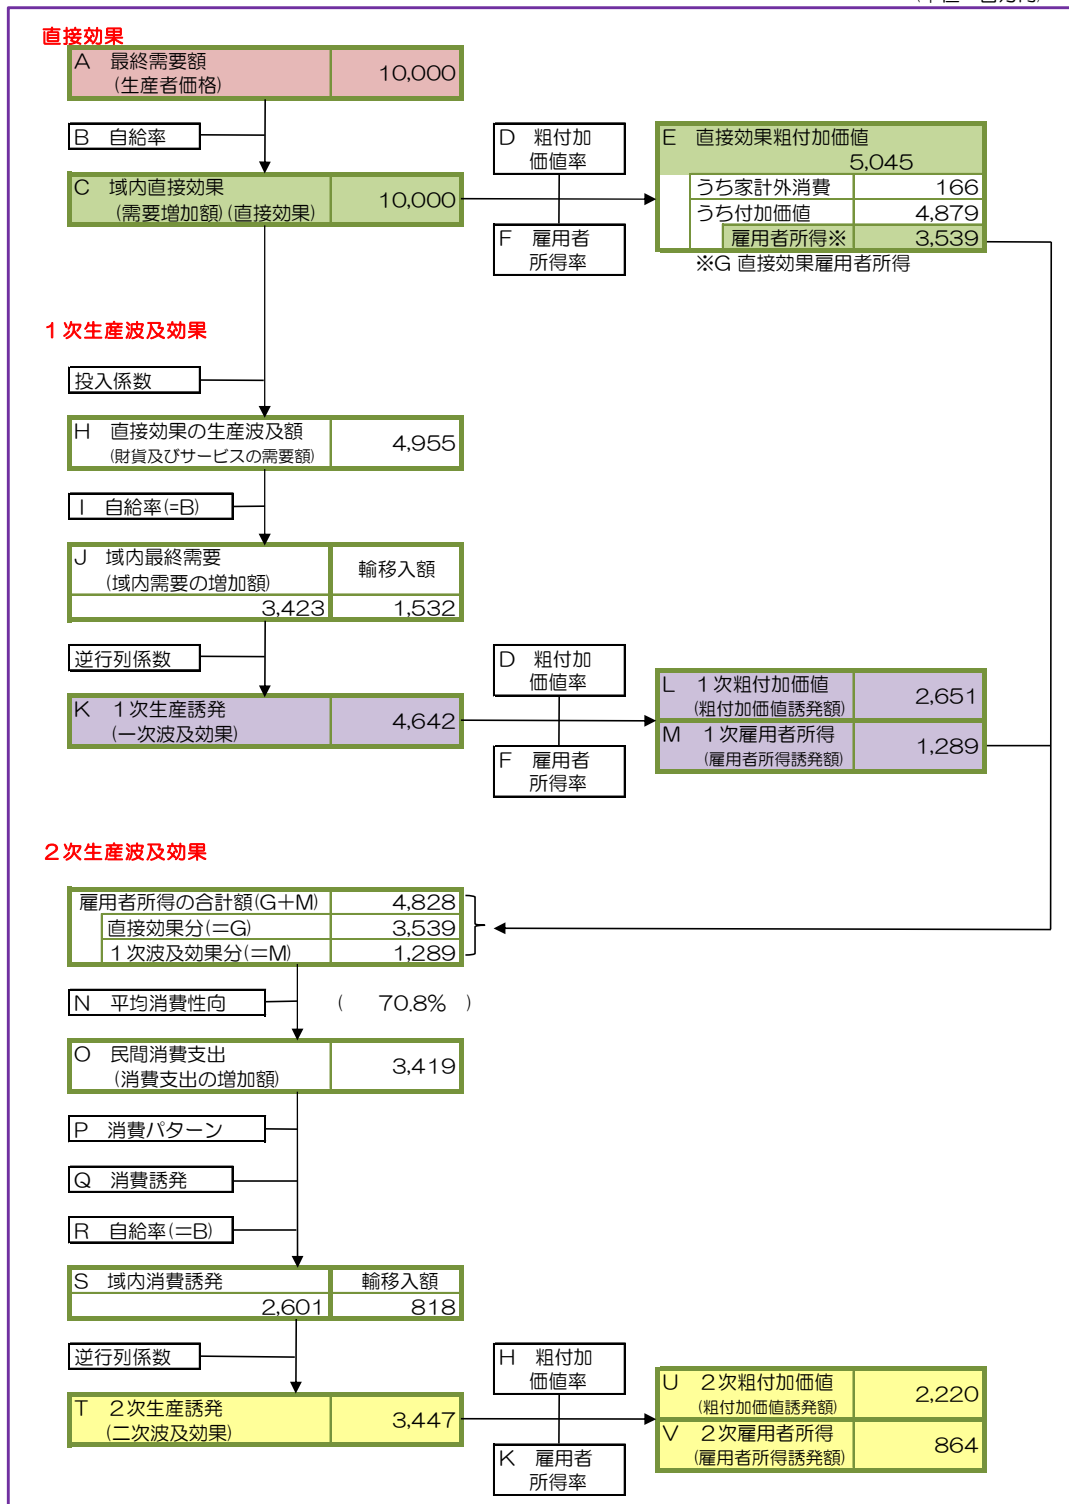 直接効果
A 最終需要額
(生産者価格)
10,000
B 自給率
C 域内直接効果
(需要増加額)(直接効果)
10,000
D 粗付加
価値率
F 雇用者
所得率
E 直接効果粗付加価値
5,045
うち家計外消費 166
うち付加価値 4,879
雇用者所得※ 3,539
※G 直接効果雇用者所得
1次生産波及効果
投入係数
H 直接効果の生産波及額
(財貨及びサービスの需要額)
4,955
I 自給率(=B)
J 域内最終需要
(域内需要の増加額)
輸移入額
3,423 1,532
逆行列係数
K 1次生産誘発
(一次波及効果)
4,642
D 粗付加
価値率
F 雇用者
所得率
L 1次粗付加価値
(粗付加価値誘発額)
2,651
M 1次雇用者所得
(雇用者所得誘発額)
1,289
2次生産波及効果
雇用者所得の合計額(G+M) 4,828
直接効果分(=G) 3,539
1次波及効果分(=M) 1,289
N 平均消費性向 ( 70.8% )
O 民間消費支出
(消費支出の増加額)
3,419
P 消費パターン
Q 消費誘発
R 自給率(=B)
S 域内消費誘発 輸移入額
2,601 818
逆行列係数
T 2次生産誘発
(二次波及効果)
3,447
H 粗付加
価値率
K 雇用者
所得率
U 2次粗付加価値
(粗付加価値誘発額)
2,220
V 2次雇用者所得
(雇用者所得誘発額)
864